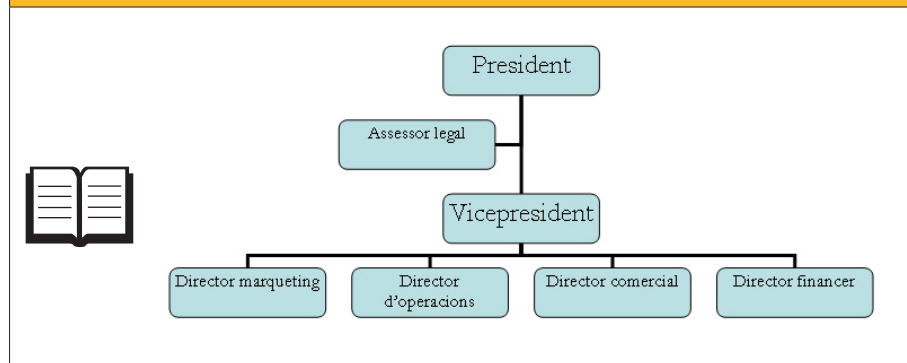 President
Assessor legal
Vicepresident
Director marqueting
Director
d'operacions
Director comercial
Director financer